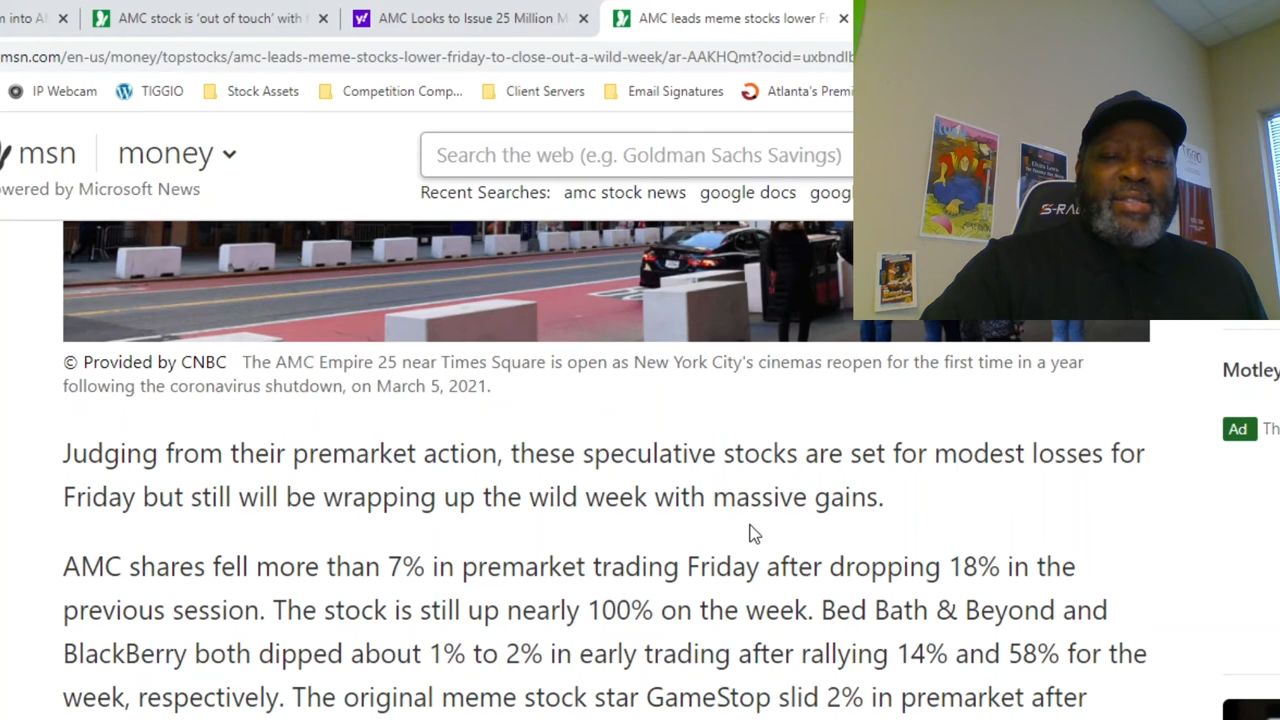 AMC stock is 'out of touch' with
AMC Looks to Issue 25 Million M
AMC leads meme stocks lower Fr
msn.com/en-us/money/topstocks/amc-leads-meme-stocks-lower-friday-to-close-out-a-wild-week/ar-AAKHQmt?ocid=uxbndlb
IP Webcam TIGGIO Stock Assets Competition Comp... Client Servers Email Signatures Atlanta's Premi
msn money
powered by Microsoft News
Search the web (e.g. Goldman Sachs Savings)
Recent Searches: amc stock news google docs goog
S-RA
© Provided by CNBC The AMC Empire 25 near Times Square is open as New York City's cinemas reopen for the first time in a year
following the coronavirus shutdown, on March 5, 2021.
Motley
Ad Th
Judging from their premarket action, these speculative stocks are set for modest losses for
Friday but still will be wrapping up the wild week with massive gains.
AMC shares fell more than 7% in premarket trading Friday after dropping 18% in the
previous session. The stock is still up nearly 100% on the week. Bed Bath & Beyond and
BlackBerry both dipped about 1% to 2% in early trading after rallying 14% and 58% for the
week, respectively. The original meme stock star GameStop slid 2% in premarket after